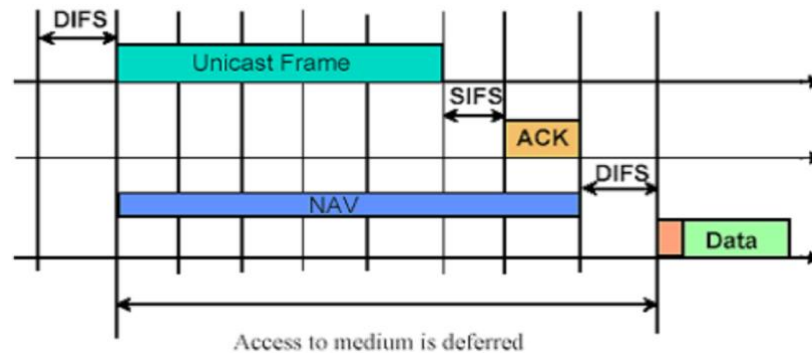 DIFS
Unicast Frame
SIFS
ACK
DIFS
NAV
Data
Access to medium is deferred